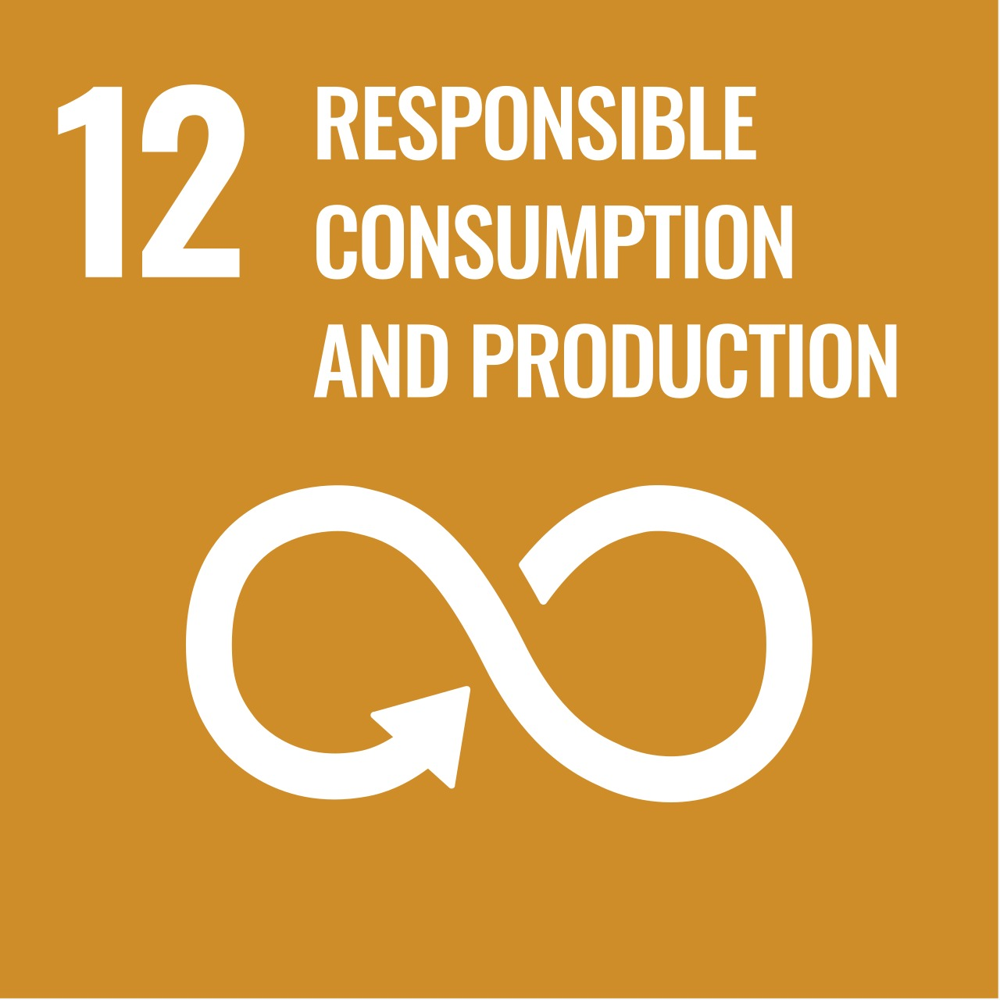 12
RESPONSIBLE
CONSUMPTION
AND PRODUCTION